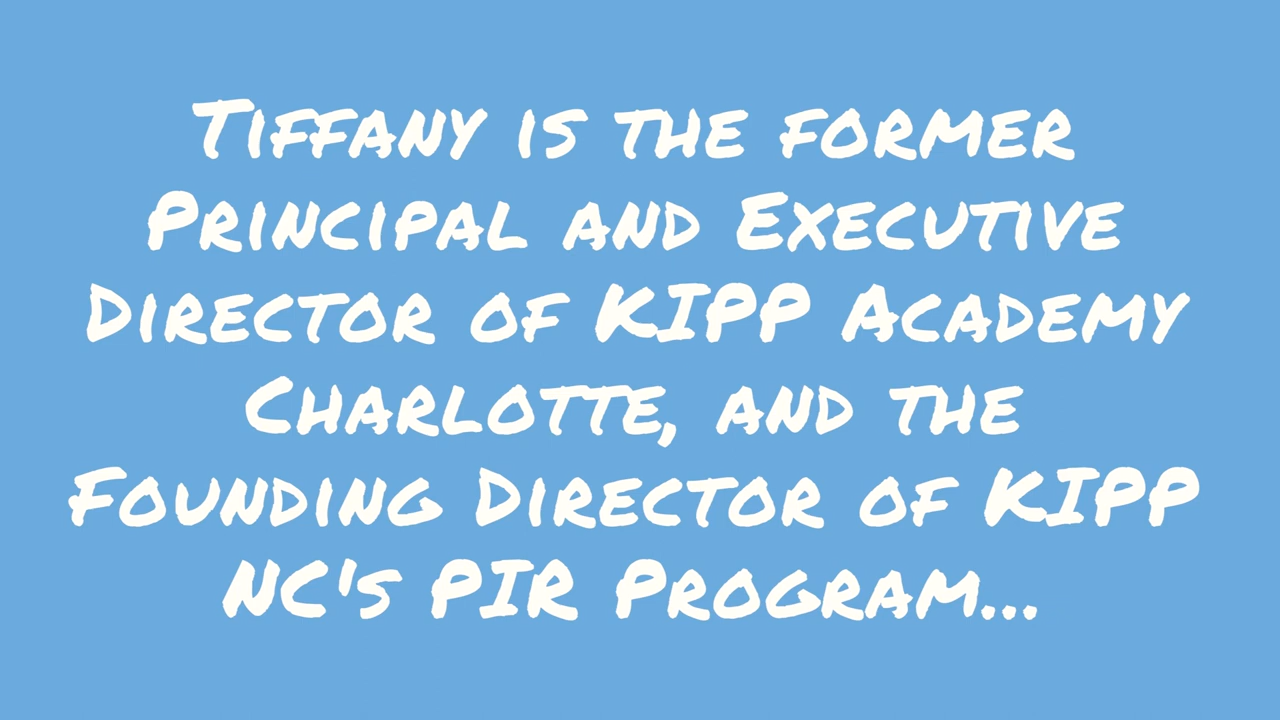 Tiffany is the former
Principal and Executive
Director of KIPP Academy
Charlotte, and the
Founding Director of KIPP
NC's PIR Program...